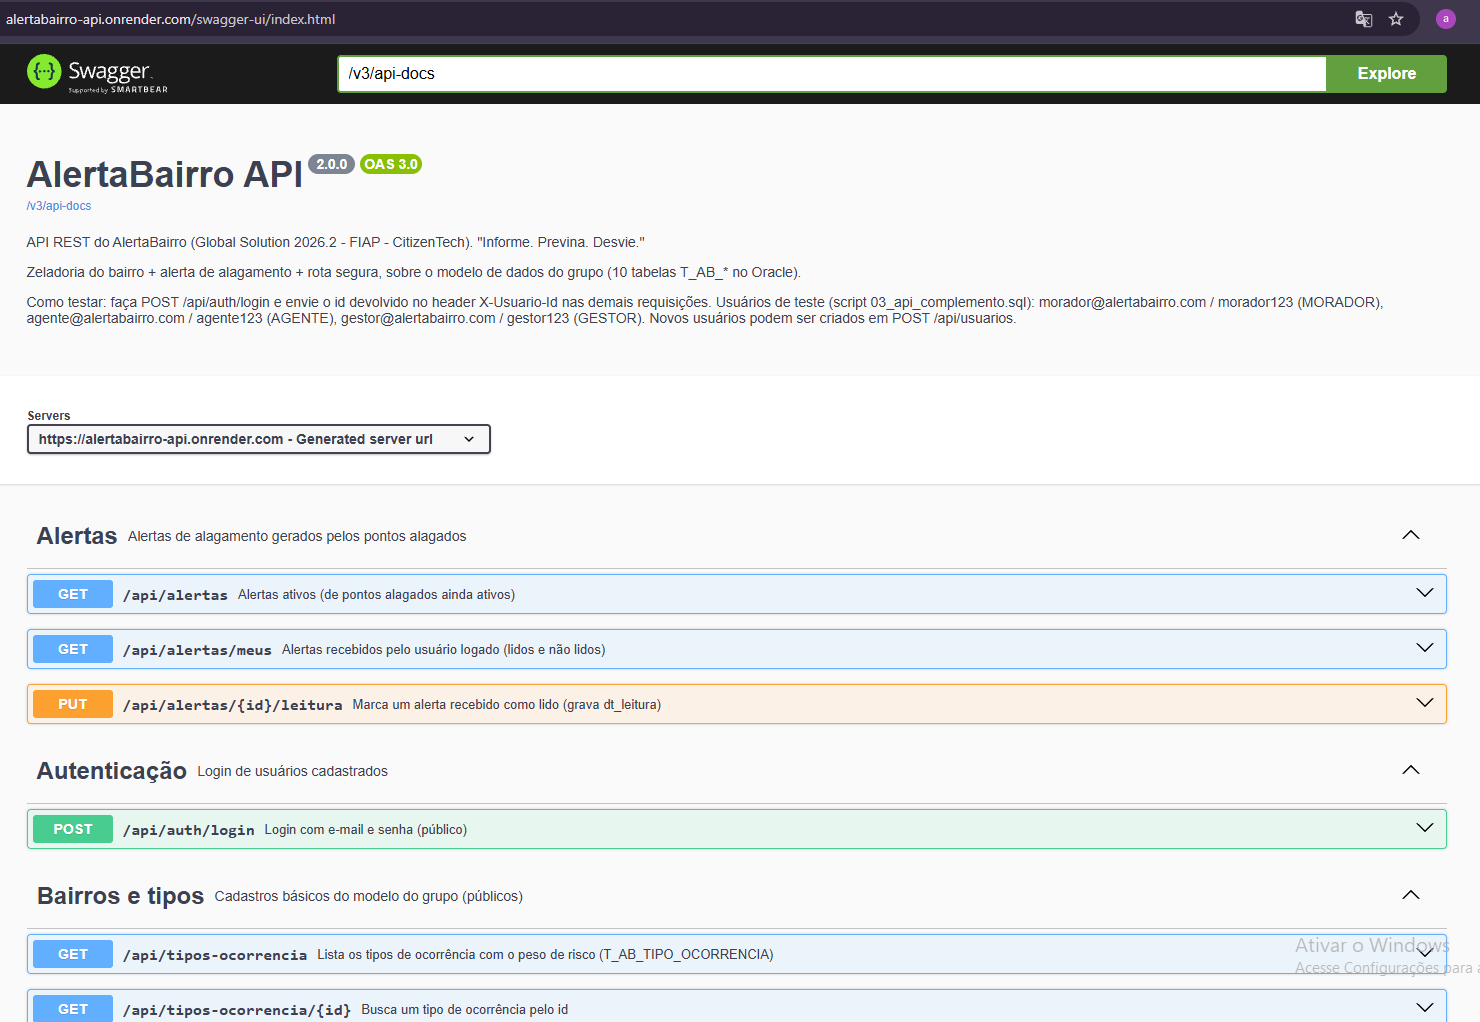 alertabairro-api.onrender.com/swagger-ui/index.html
a
{···}
Swagger.
Supported by SMARTBEAR
/v3/api-docs
Explore
AlertaBairro API
2.0.0
OAS 3.0
/v3/api-docs
API REST do AlertaBairro (Global Solution 2026.2 - FIAP - CitizenTech). "Informe. Previna. Desvie."
Zeladoria do bairro + alerta de alagamento + rota segura, sobre o modelo de dados do grupo (10 tabelas T_AB_* no Oracle).
Como testar: faça POST /api/auth/login e envie o id devolvido no header X-Usuario-Id nas demais requisições. Usuários de teste (script 03_api_complemento.sql): morador@alertabairro.com / morador123 (MORADOR),
agente@alertabairro.com / agente123 (AGENTE), gestor@alertabairro.com / gestor123 (GESTOR). Novos usuários podem ser criados em POST /api/usuarios.
Servers
https://alertabairro-api.onrender.com - Generated server url
Alertas Alertas de alagamento gerados pelos pontos alagados
GET /api/alertas Alertas ativos (de pontos alagados ainda ativos)
GET /api/alertas/meus Alertas recebidos pelo usuário logado (lidos e não lidos)
PUT /api/alertas/{id}/leitura Marca um alerta recebido como lido (grava dt_leitura)
Autenticação Login de usuários cadastrados
POST /api/auth/login Login com e-mail e senha (público)
Bairros e tipos Cadastros básicos do modelo do grupo (públicos)
GET /api/tipos-ocorrencia Lista os tipos de ocorrência com o peso de risco (T_AB_TIPO_OCORRENCIA)
Ativar o Windows
Acesse Configurações para a
GET /api/tipos-ocorrencia/{id} Busca um tipo de ocorrência pelo id